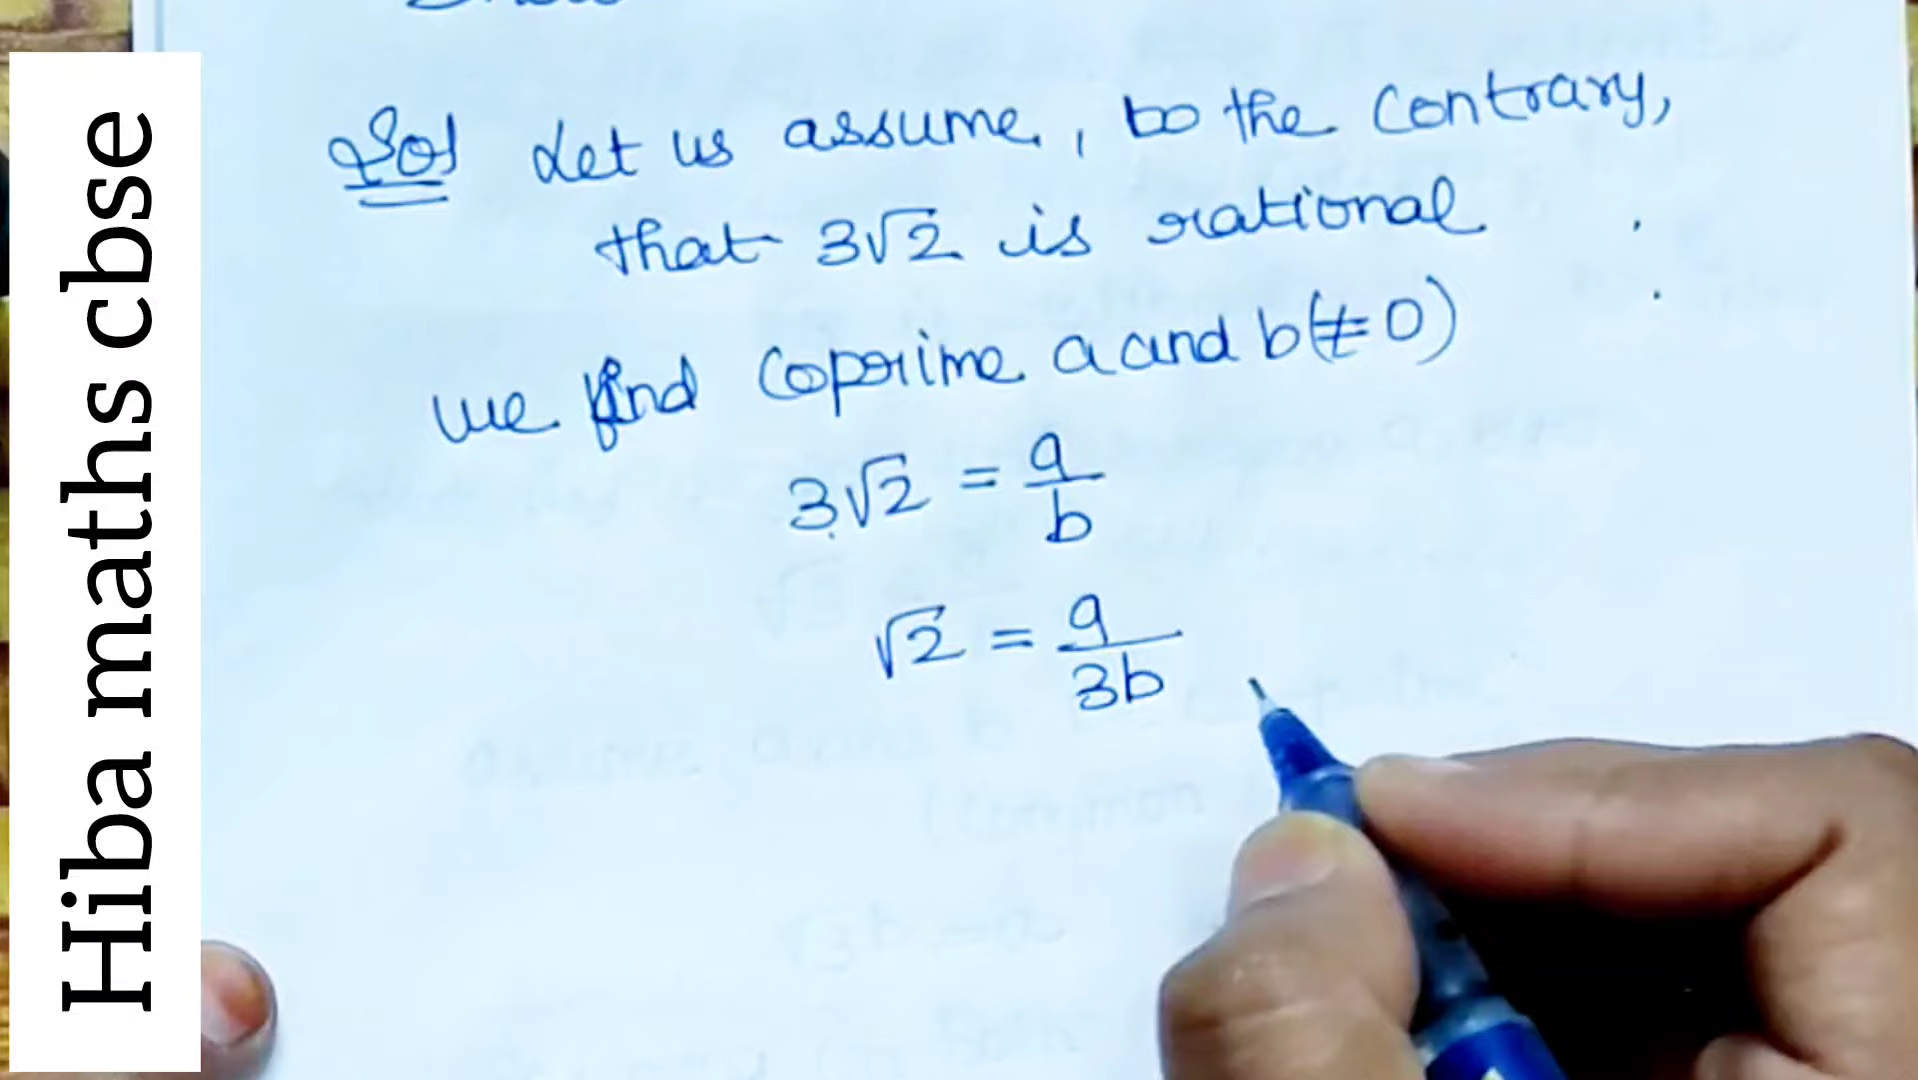 Hiba maths cbse
Sol Let us assume, to the contrary,
that 3√2 is rational
we find coprime a and b(≠0)
3√2 = a/b
√2 = a/3b